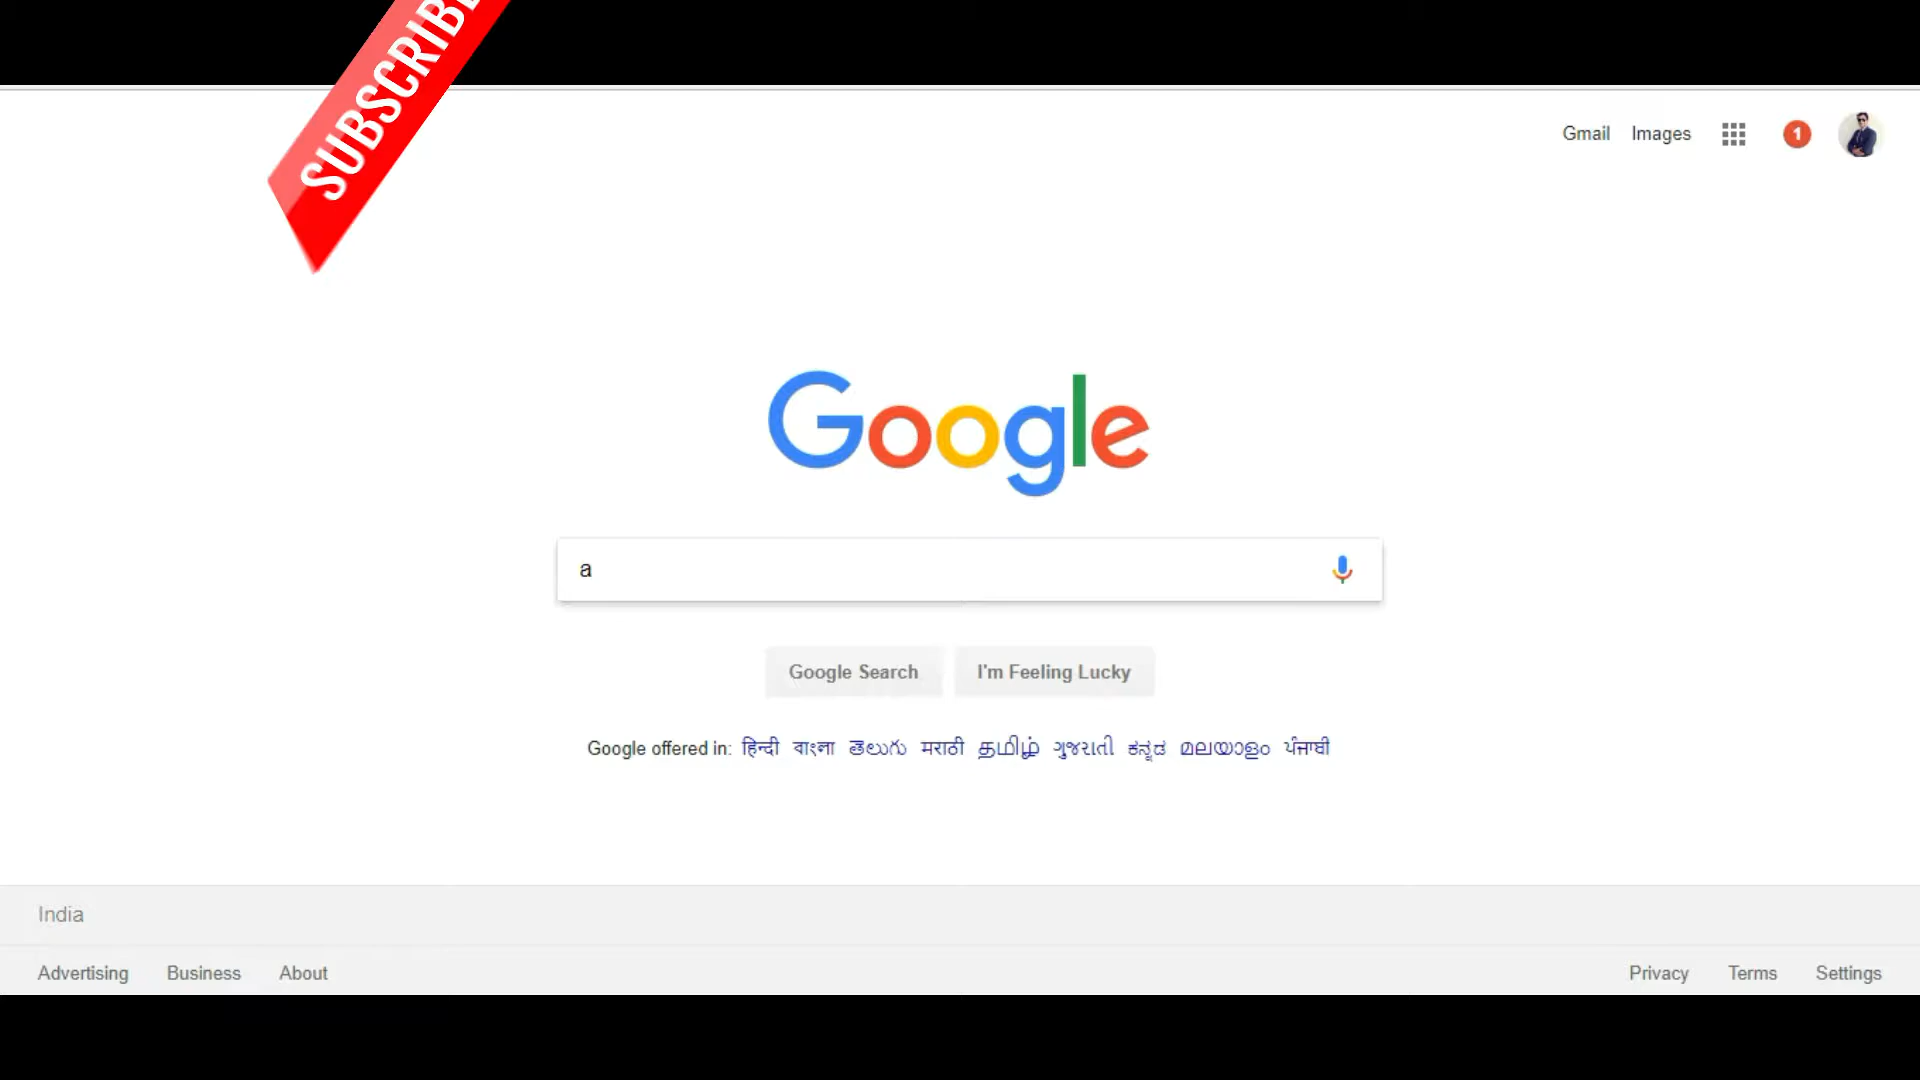 SUBSCRIBE
Gmail Images 1
Google
a
Google Search I'm Feeling Lucky
Google offered in: हिन्दी বাংলা తెలుగు मराठी தமிழ் ગુજરાતી ಕನ್ನಡ മലയാളം ਪੰਜਾਬੀ
India
Advertising Business About Privacy Terms Settings